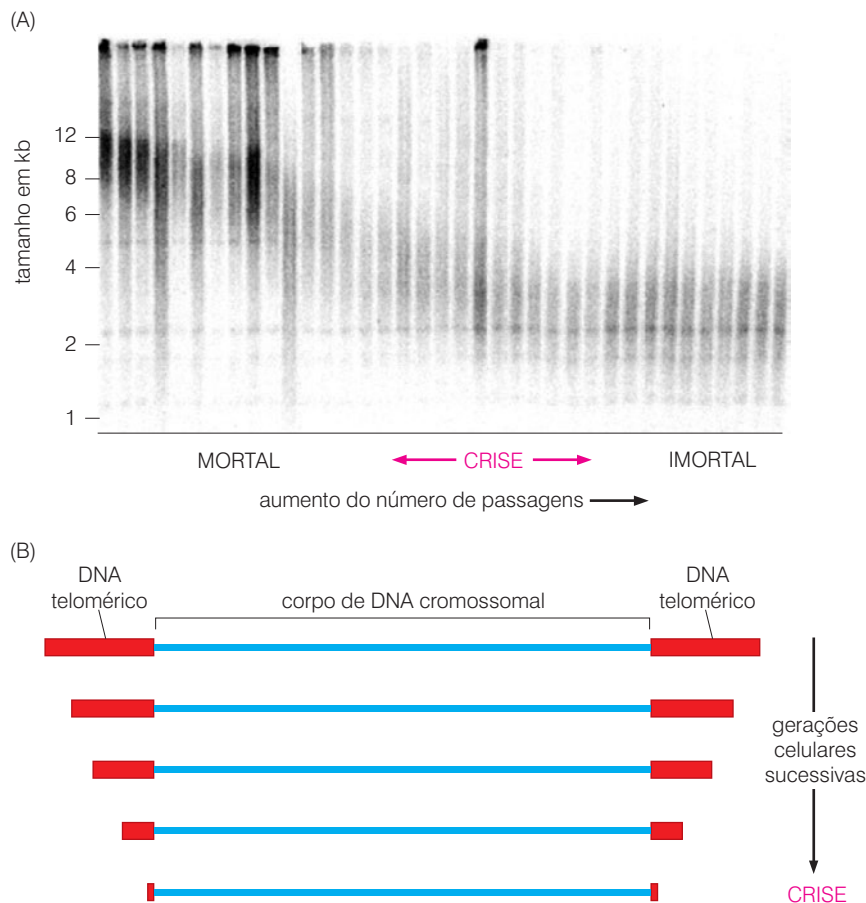 (A)
tamanho em kb
12
8
6
4
2
1
MORTAL
CRISE
IMORTAL
aumento do número de passagens
(B)
DNA
telomérico
corpo de DNA cromossomal
DNA
telomérico
gerações
celulares
sucessivas
CRISE